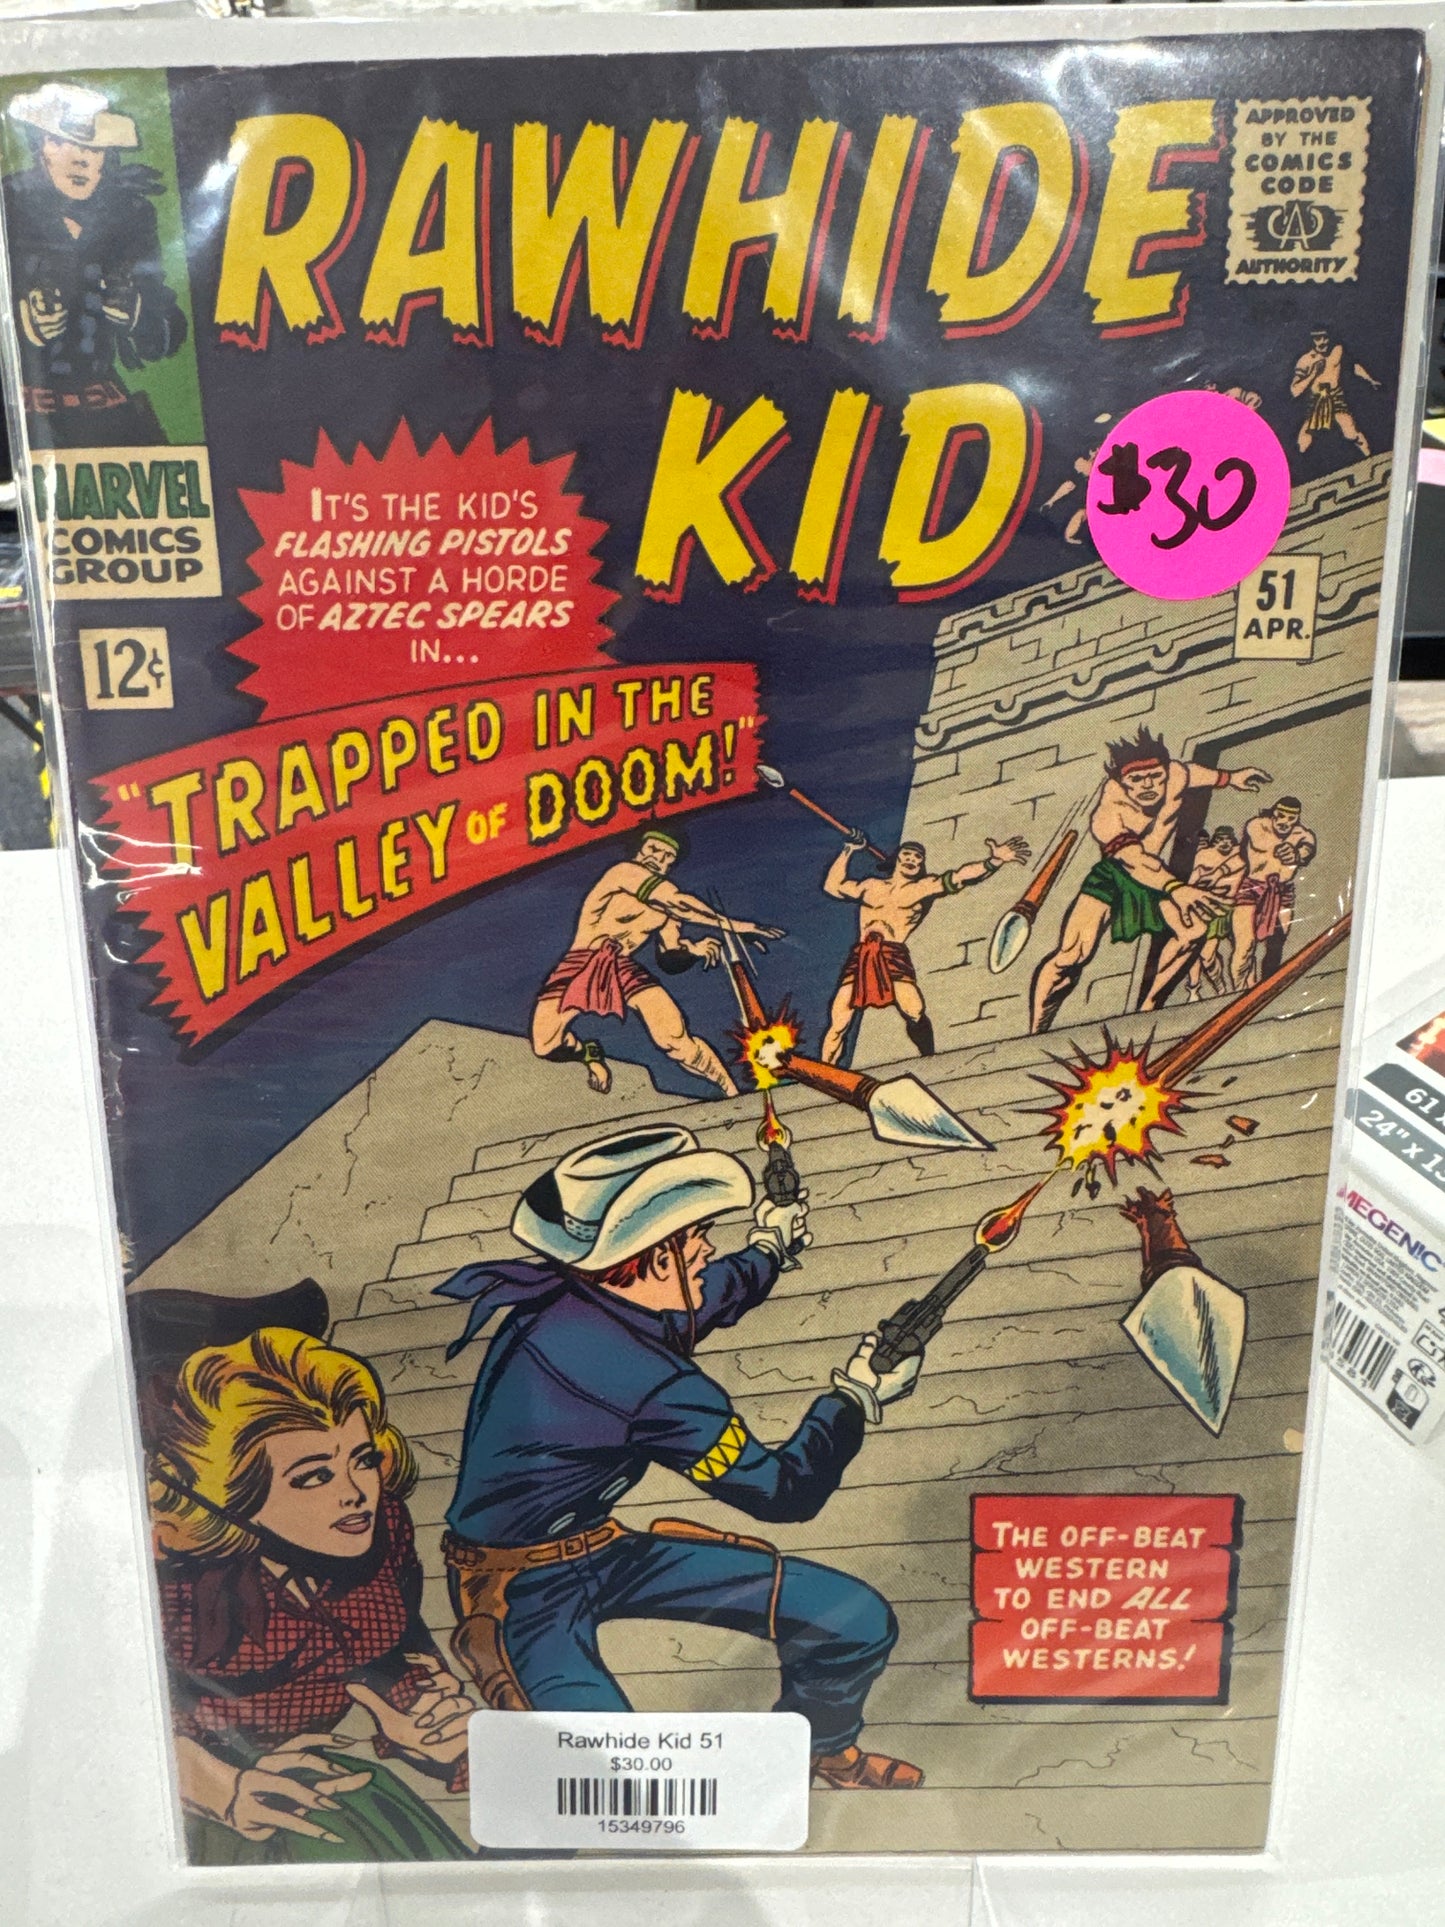 RAWHIDE
KID
APPROVED
BY THE
COMICS
CODE
AUTHORITY
MARVEL
COMICS
GROUP
12¢
IT'S THE KID'S
FLASHING PISTOLS
AGAINST A HORDE
OF AZTEC SPEARS
IN...
"TRAPPED IN THE
VALLEY OF DOOM!"
$30
51
APR.
THE OFF-BEAT
WESTERN
TO END ALL
OFF-BEAT
WESTERNS!
Rawhide Kid 51
$30.00
15349796
24" x